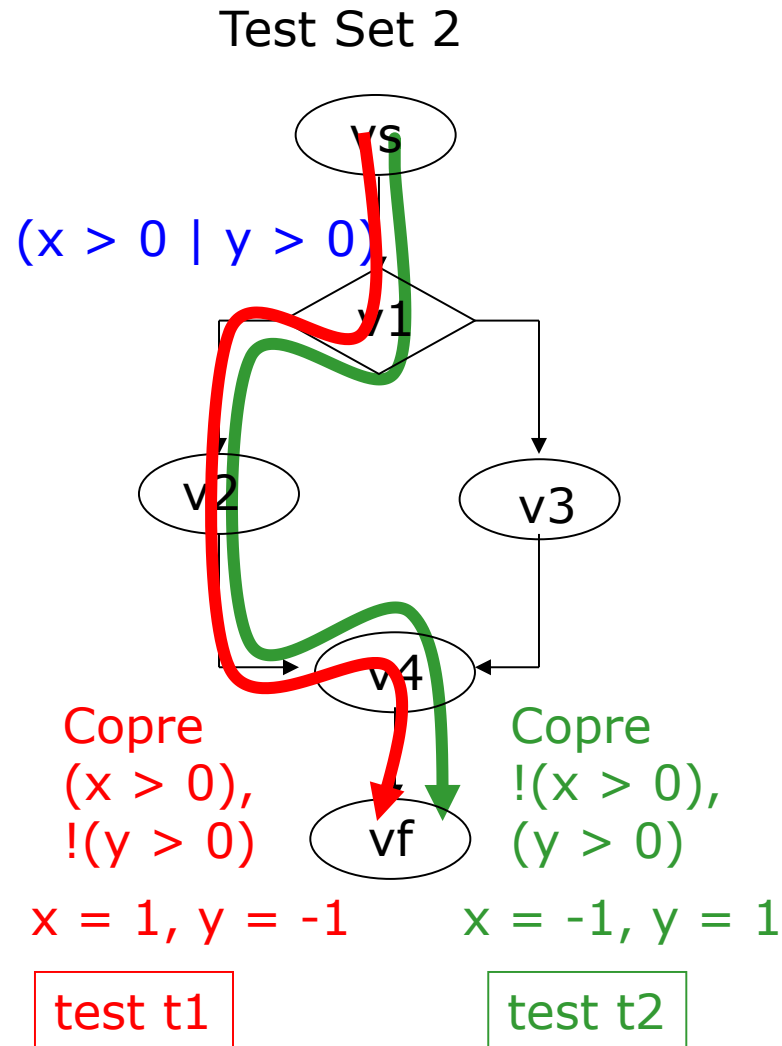 Test Set 2
vs
(x > 0 | y > 0)
v1
v2
v3
v4
Copre
(x > 0),
!(y > 0)
Copre
!(x > 0),
(y > 0)
vf
x = 1, y = -1
x = -1, y = 1
test t1
test t2